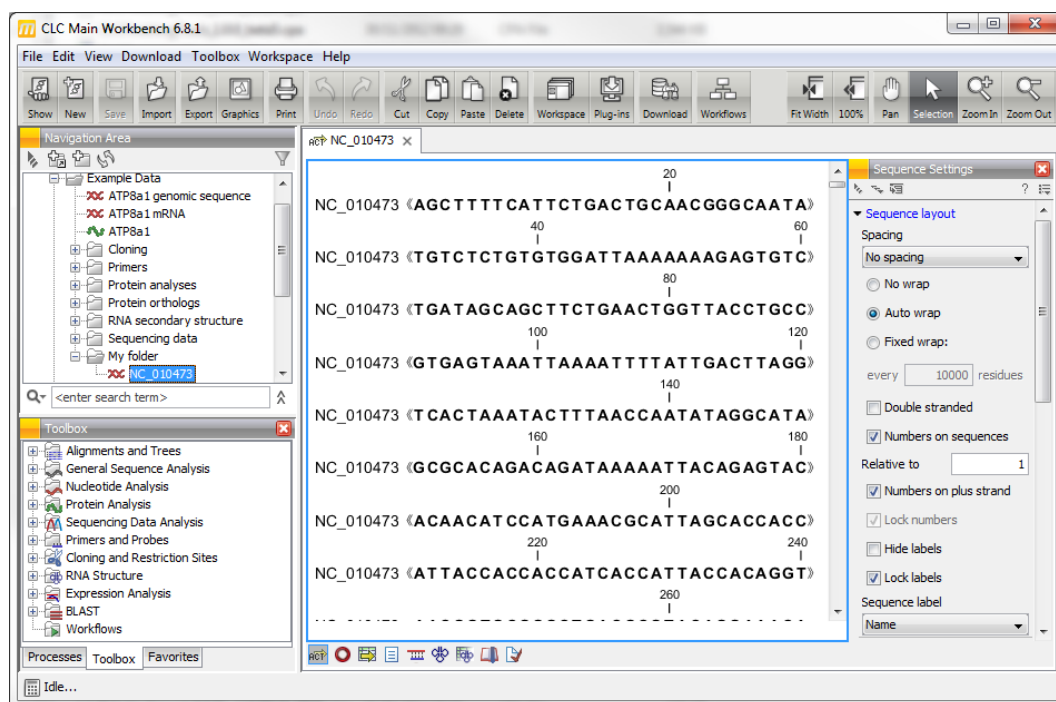 CLC Main Workbench 6.8.1
File Edit View Download Toolbox Workspace Help
Show New Save Import Export Graphics Print Undo Redo Cut Copy Paste Delete Workspace Plug-ins Download Workflows Fit Width 100% Pan Selection Zoom In Zoom Out
Navigation Area
Example Data
ATP8a1 genomic sequence
ATP8a1 mRNA
ATP8a1
Cloning
Primers
Protein analyses
Protein orthologs
RNA secondary structure
Sequencing data
My folder
NC_010473
<enter search term>
Toolbox
Alignments and Trees
General Sequence Analysis
Nucleotide Analysis
Protein Analysis
Sequencing Data Analysis
Primers and Probes
Cloning and Restriction Sites
RNA Structure
Expression Analysis
BLAST
Workflows
Processes Toolbox Favorites
Idle...
NC_010473
20
NC_010473 AGCTTTTCATTCTGACTGCAACGGGCAATA
40 60
NC_010473 TGTCTCTGTGTGGATTAAAAAAAGAGTGTC
80
NC_010473 TGATAGCAGCTTCTGAACTGGTTACCTGCC
100 120
NC_010473 GTGAGTAAATTAAAATTTTATTGACTTAGG
140
NC_010473 TCACTAAATACTTTAACCAATATAGGCATA
160 180
NC_010473 GCGCACAGACAGATAAAAATTACAGAGTAC
200
NC_010473 ACAACATCCATGAAACGCATTAGCACCACC
220 240
NC_010473 ATTACCACCACCATCACCATTACCACAGGT
260
Sequence Settings
Sequence layout
Spacing
No spacing
No wrap
Auto wrap
Fixed wrap:
every 10000 residues
Double stranded
Numbers on sequences
Relative to 1
Numbers on plus strand
Lock numbers
Hide labels
Lock labels
Sequence label
Name